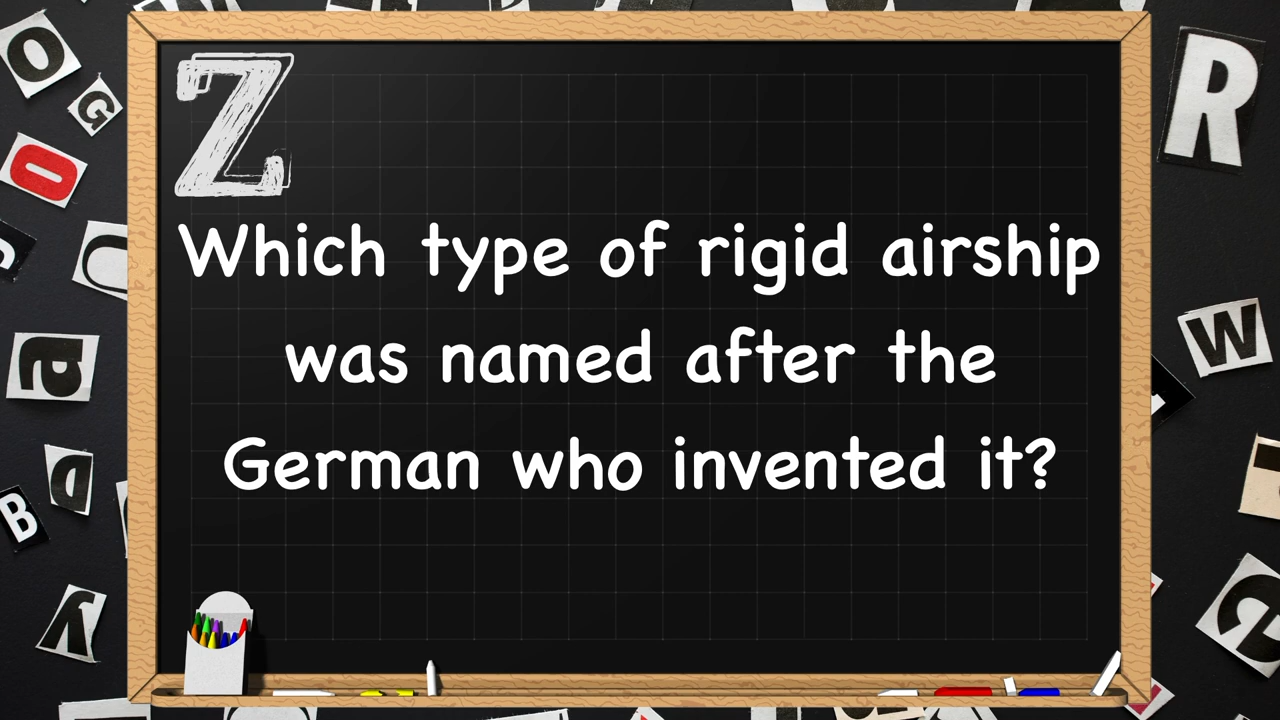 Z
Which type of rigid airship
was named after the
German who invented it?
O
G
O
R
a
W
D
B
y